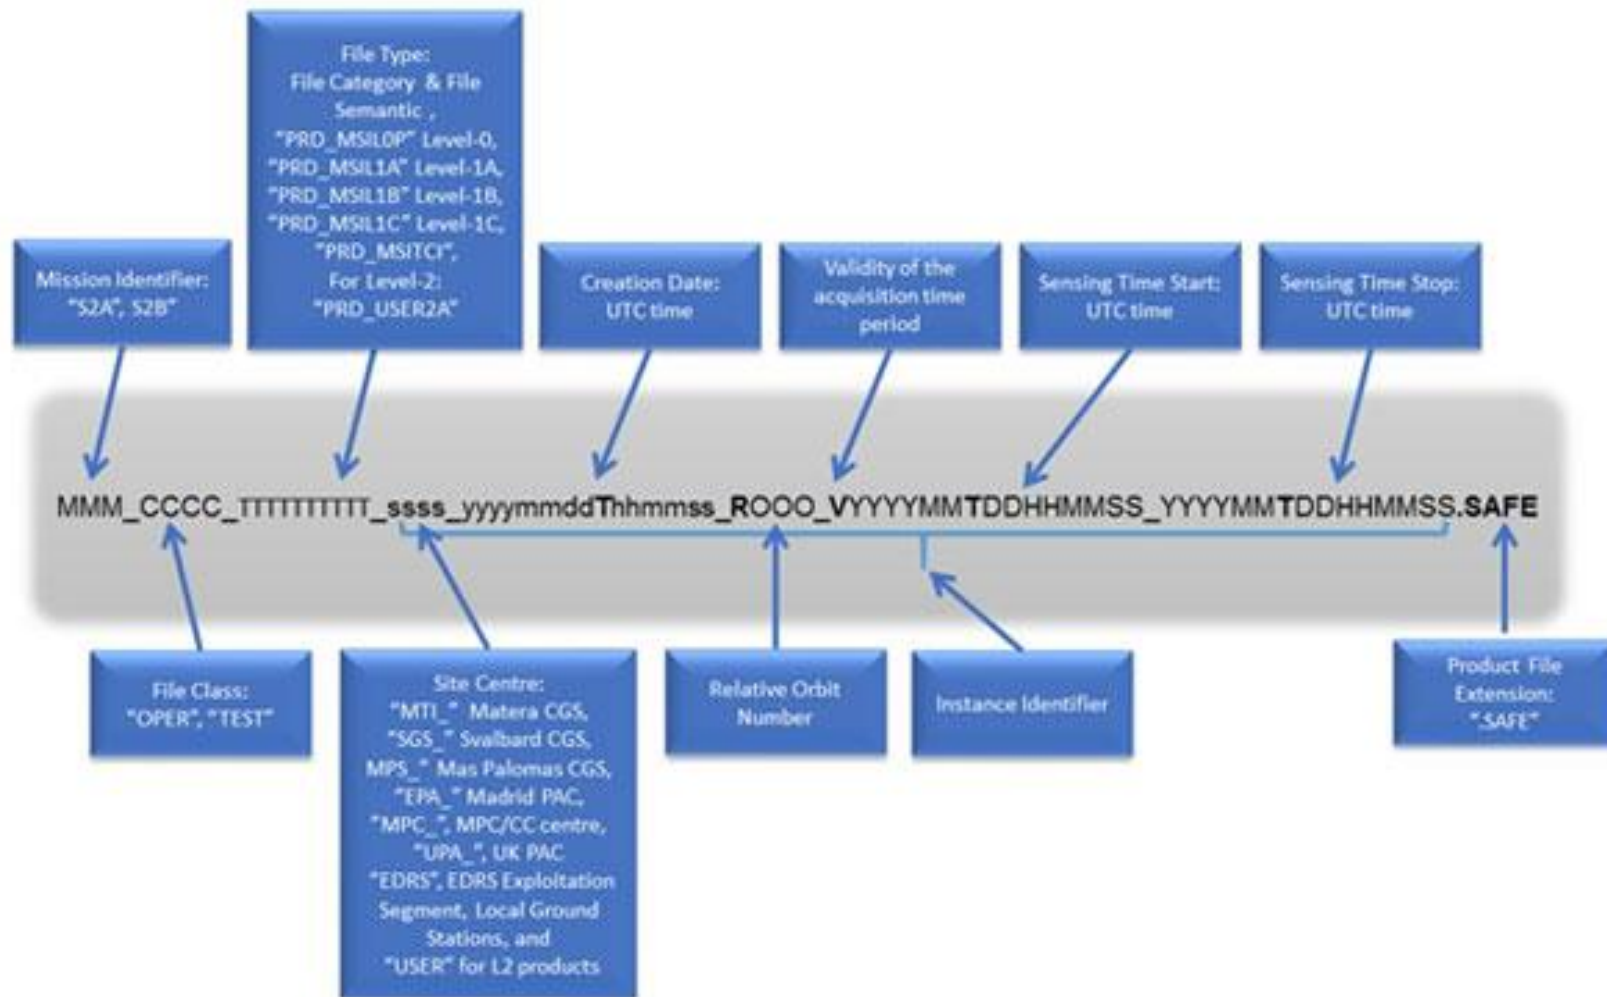 File Type:
File Category & File
Semantic ,
"PRD_MSIL0P" Level-0,
"PRD_MSIL1A" Level-1A,
"PRD_MSIL1B" Level-1B,
"PRD_MSIL1C" Level-1C,
"PRD_MSITCI",
For Level-2:
"PRD_USER2A"
Mission Identifier:
"S2A", S2B"
Creation Date:
UTC time
Validity of the
acquisition time
period
Sensing Time Start:
UTC time
Sensing Time Stop:
UTC time
MMM_CCCC_TTTTTTTTTT_ssss_yyyymmddThhmmss_ROOO_VYYYYMMTDDHHMMSS_YYYYMMTDDHHMMSS.SAFE
File Class:
"OPER", "TEST"
Site Centre:
"MTI_" Matera CGS,
"SGS_" Svalbard CGS,
MPS_" Mas Palomas CGS,
"EPA_" Madrid PAC,
"MPC_", MPC/CC centre,
"UPA_", UK PAC
"EDRS", EDRS Exploitation
Segment, Local Ground
Stations, and
"USER" for L2 products
Relative Orbit
Number
Instance Identifier
Product File
Extension:
".SAFE"